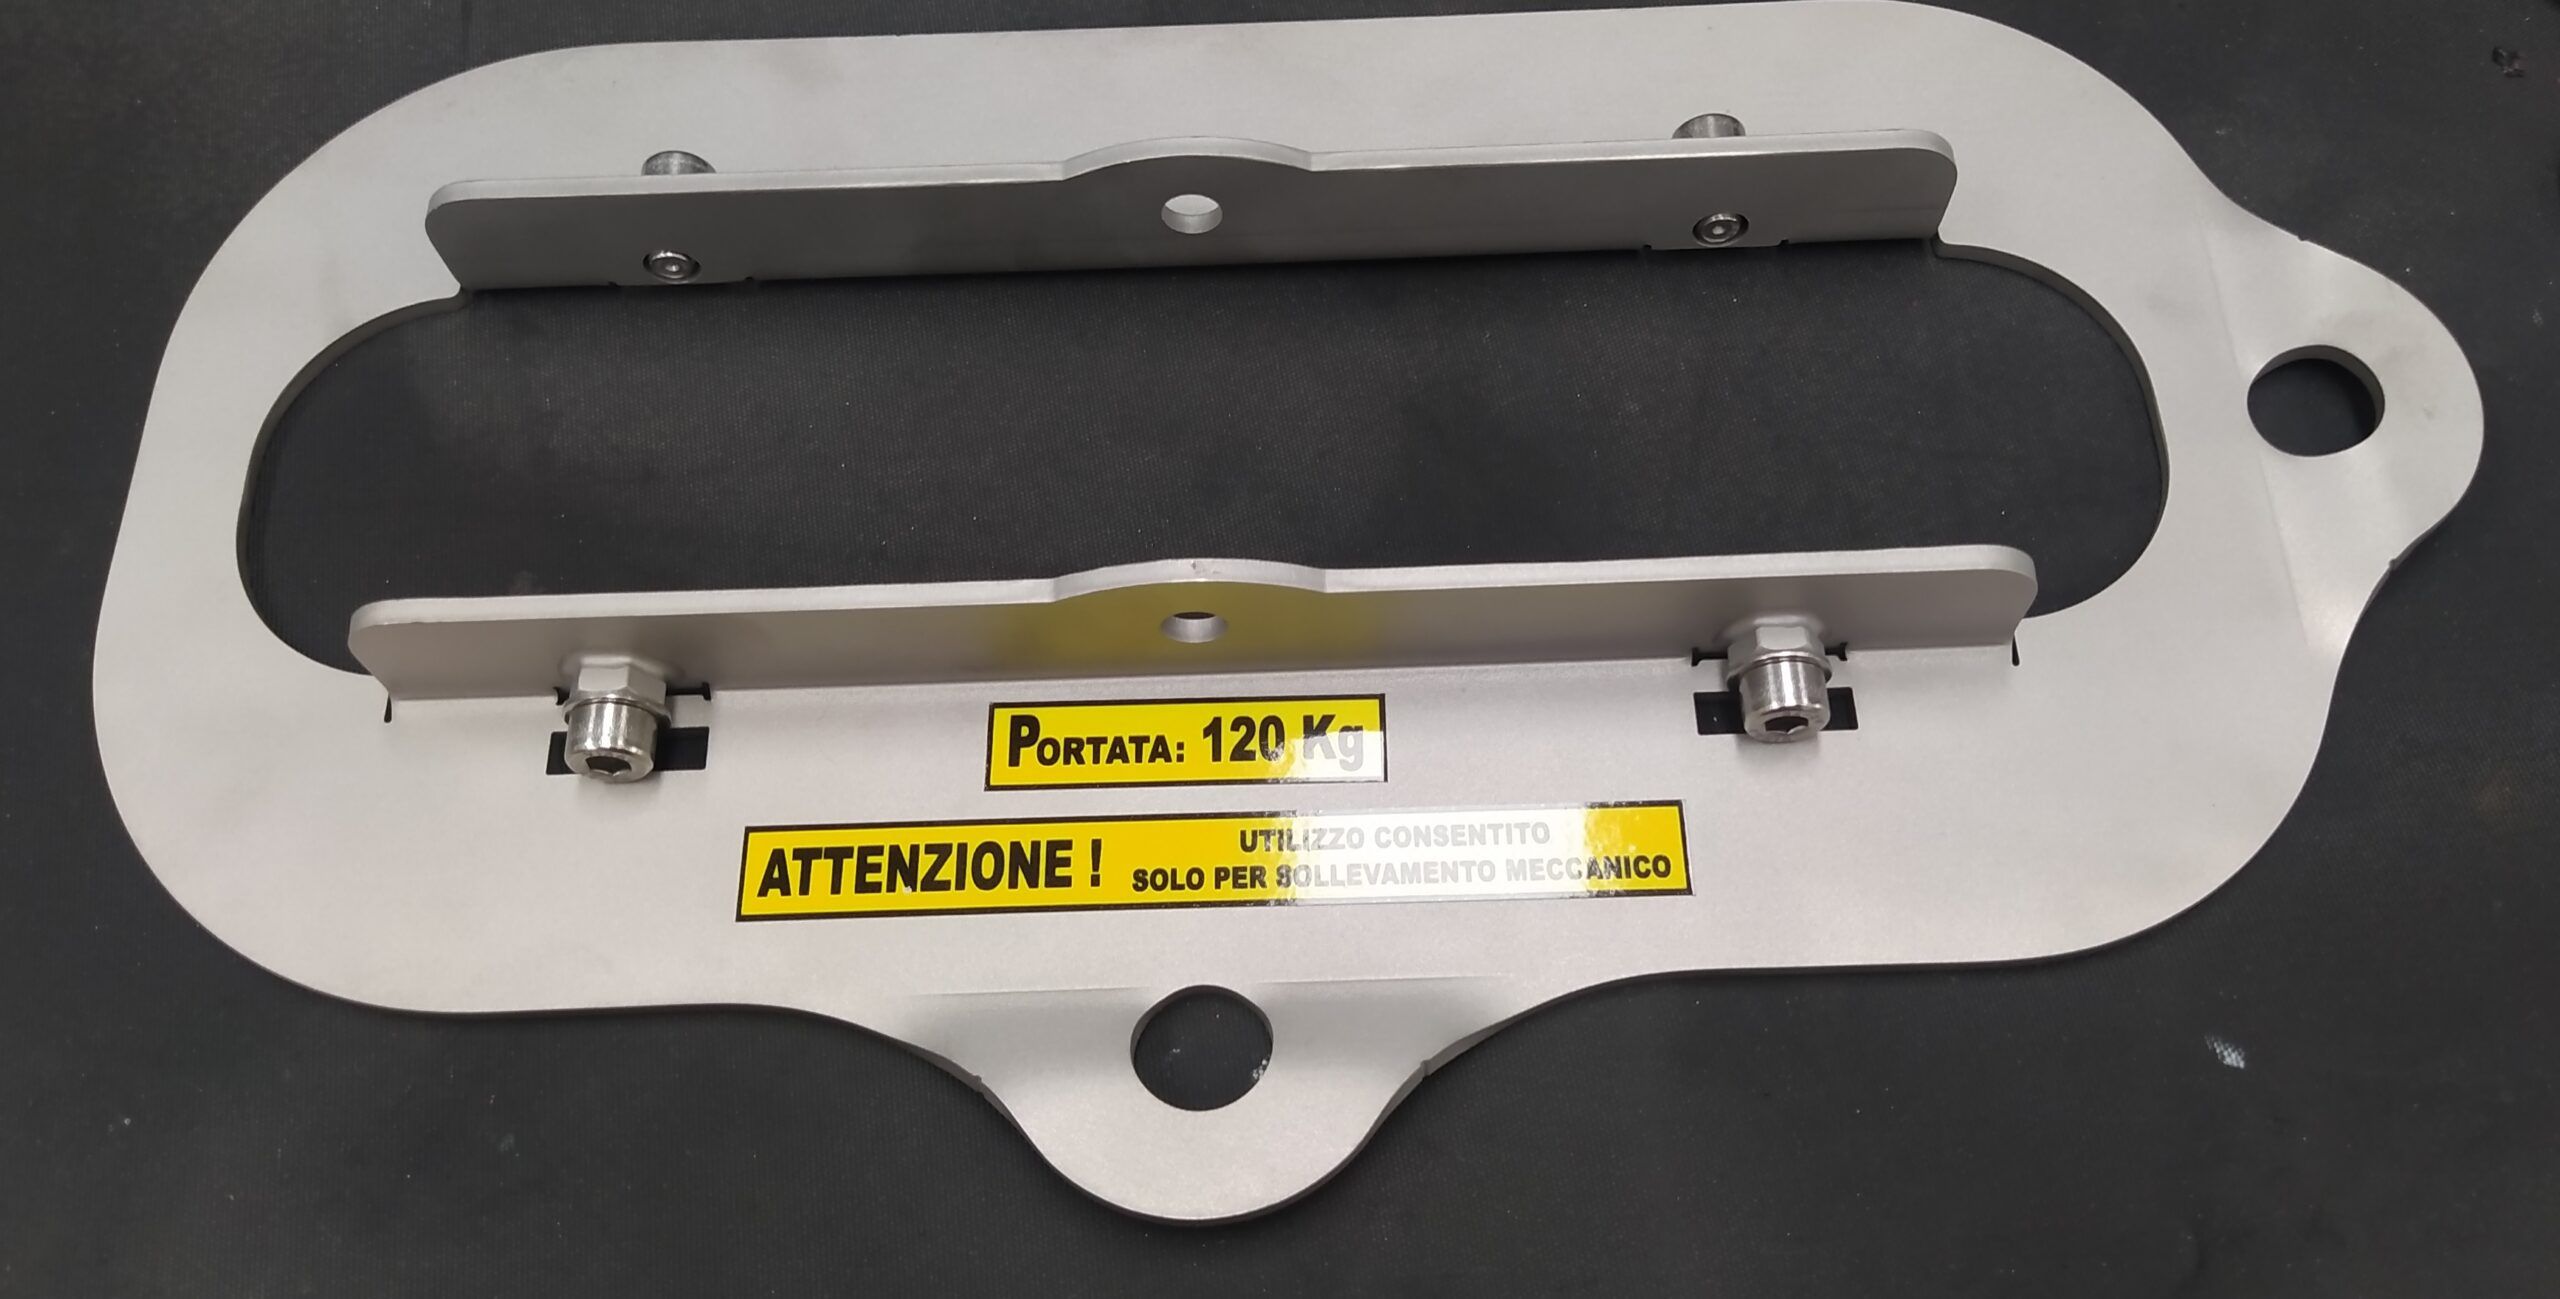 PORTATA: 120 Kg
ATTENZIONE !
UTILIZZO CONSENTITO
SOLO PER SOLLEVAMENTO MECCANICO